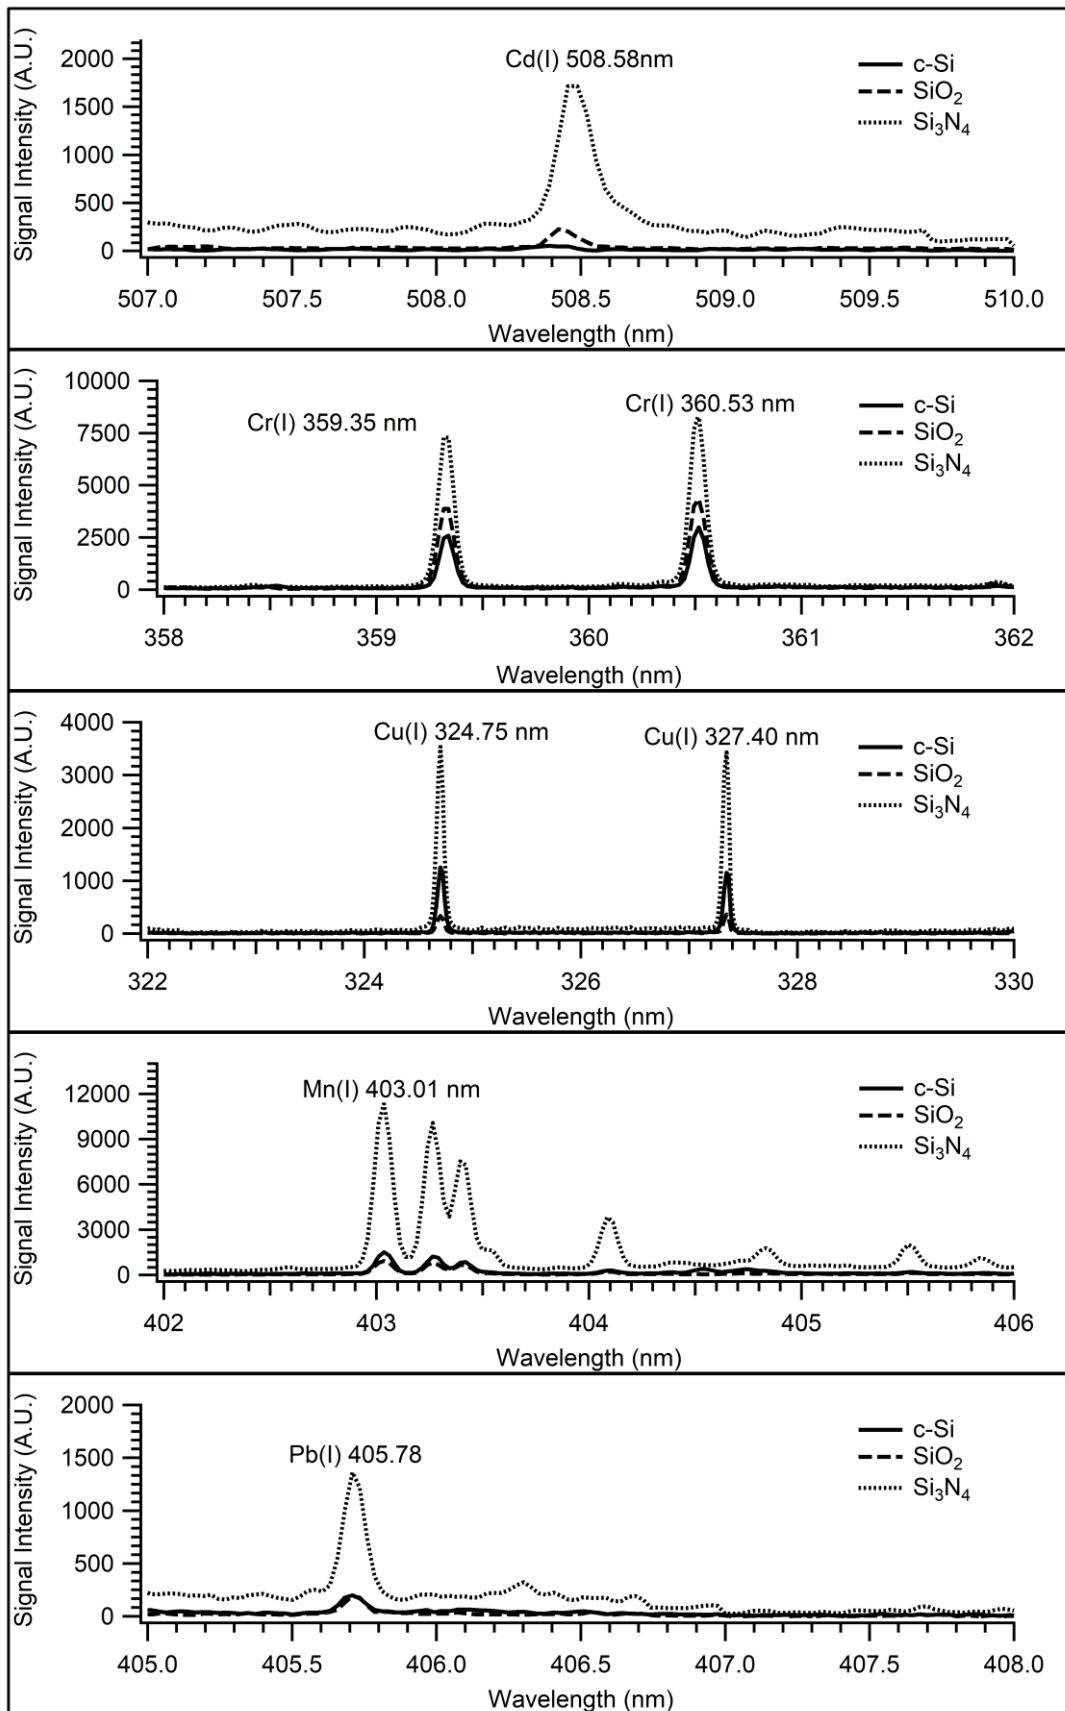 Signal Intensity (A.U.)
2000
1500
1000
500
0
Cd(I) 508.58nm
c-Si
SiO2
Si3N4
507.0 507.5 508.0 508.5 509.0 509.5 510.0
Wavelength (nm)
Signal Intensity (A.U.)
10000
7500
5000
2500
0
Cr(I) 359.35 nm
Cr(I) 360.53 nm
c-Si
SiO2
Si3N4
358 359 360 361 362
Wavelength (nm)
Signal Intensity (A.U.)
4000
3000
2000
1000
0
Cu(I) 324.75 nm
Cu(I) 327.40 nm
c-Si
SiO2
Si3N4
322 324 326 328 330
Wavelength (nm)
Signal Intensity (A.U.)
12000
9000
6000
3000
0
Mn(I) 403.01 nm
c-Si
SiO2
Si3N4
402 403 404 405 406
Wavelength (nm)
Signal Intensity (A.U.)
2000
1500
1000
500
0
Pb(I) 405.78
c-Si
SiO2
Si3N4
405.0 405.5 406.0 406.5 407.0 407.5 408.0
Wavelength (nm)